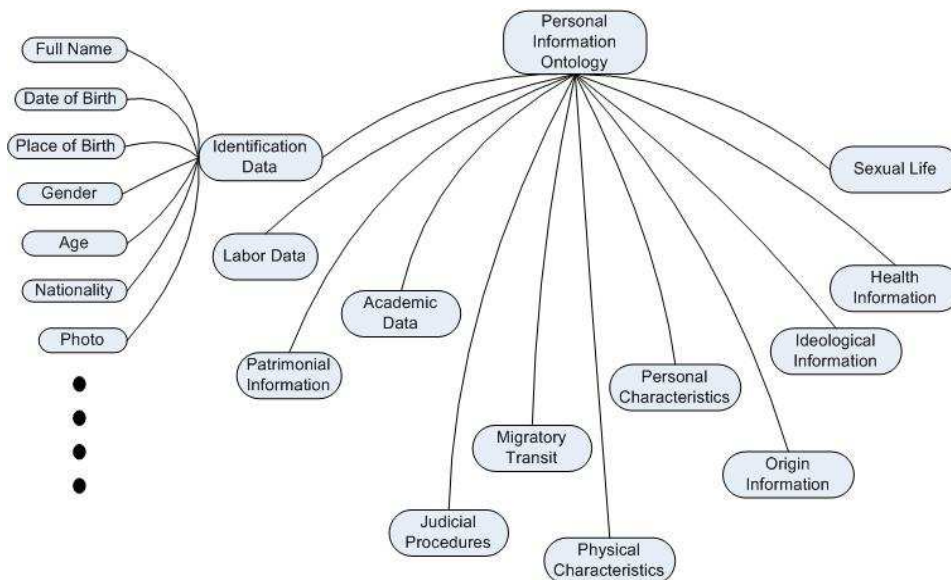 Personal
Information
Ontology
Full Name
Date of Birth
Place of Birth
Gender
Age
Nationality
Photo
Identification
Data
Labor Data
Patrimonial
Information
Academic
Data
Judicial
Procedures
Migratory
Transit
Physical
Characteristics
Personal
Characteristics
Origin
Information
Ideological
Information
Health
Information
Sexual Life